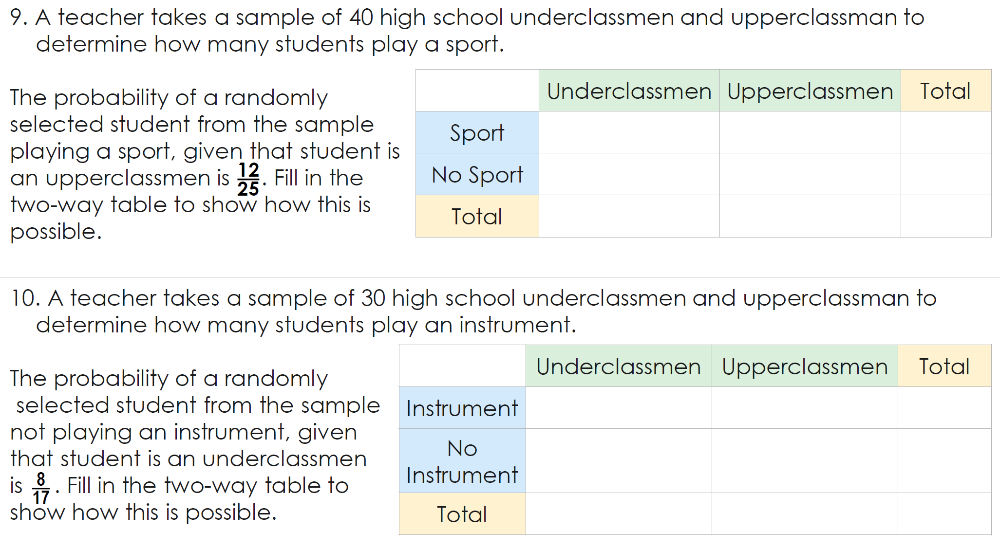 9. A teacher takes a sample of 40 high school underclassmen and upperclassman to
determine how many students play a sport.
The probability of a randomly
selected student from the sample
playing a sport, given that student is
an upperclassmen is 12/25. Fill in the
two-way table to show how this is
possible.
Underclassmen Upperclassmen Total
Sport
No Sport
Total
10. A teacher takes a sample of 30 high school underclassmen and upperclassman to
determine how many students play an instrument.
The probability of a randomly
selected student from the sample
not playing an instrument, given
that student is an underclassmen
is 8/17. Fill in the two-way table to
show how this is possible.
Underclassmen Upperclassmen Total
Instrument
No
Instrument
Total